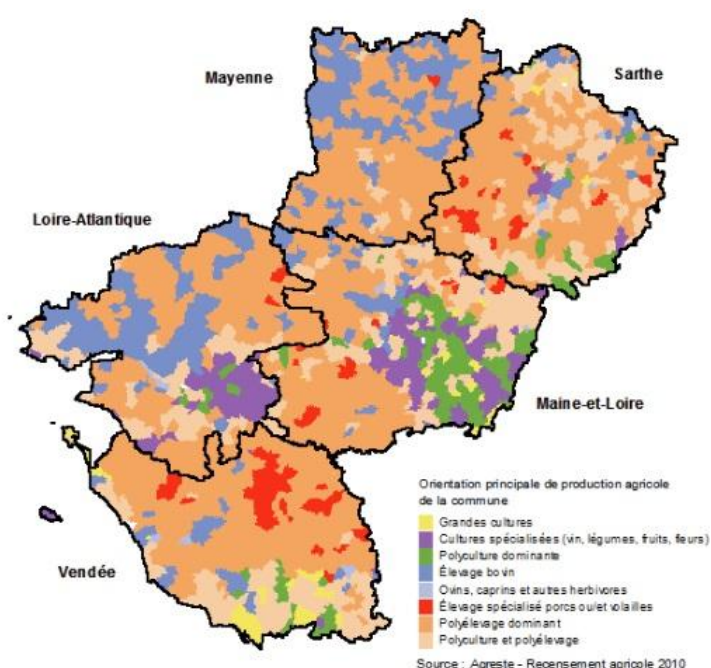 Mayenne
Sarthe
Loire-Atlantique
Maine-et-Loire
Vendée
Orientation principale de production agricole
de la commune
Grandes cultures
Cultures spécialisées (vin, légumes, fruits, fleurs)
Polyculture dominante
Élevage bovin
Ovins, caprins et autres herbivores
Élevage spécialisé porcs ou/et volailles
Polyélevage dominant
Polyculture et polyélevage
Source : Agreste - Recensement agricole 2010